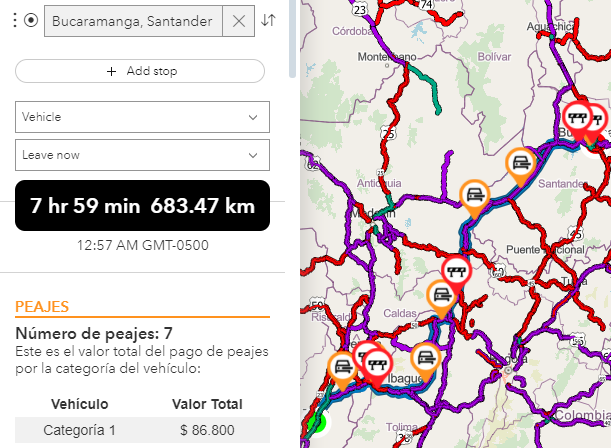 Bucaramanga, Santander
+ Add stop
Vehicle
Leave now
7 hr 59 min 683.47 km
12:57 AM GMT-0500
PEAJES
Número de peajes: 7
Este es el valor total del pago de peajes
por la categoría del vehículo:
Vehículo Valor Total
Categoría 1 $ 86.800
23
74
Aguachica
Córdoba
Bolívar
25
62
Antioquia
Santander
Puente Nacional
45
Caldas
50
Ibagué
Tolima
Colombia